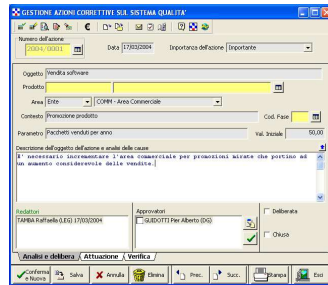 GESTIONE AZIONI CORRETTIVE SUL SISTEMA QUALITA'
Numero dell'azione
2004/0001
Data 17/03/2004
Importanza dell'azione Importante
Oggetto Vendita software
Prodotto
Area Ente COMM - Area Commerciale
Contesto Promozione prodotto Cod. Fase
Parametro Pacchetti venduti per anno Val. Iniziale 50,00
Descrizione dell'oggetto dell'azione e analisi delle cause
E' necessario incrementare l'area commerciale per promozioni mirate che portino ad
un aumento considerevole delle vendite.
Redattori Approvatori Deliberata
TAMBA Raffaella (LEG) 17/03/2004 GUIDOTTI Pier Alberto (DG)
Chiusa
Analisi e delibera Attuazione Verifica
Conferma e Nuova Salva Annulla Elimina Prec. Succ. Stampa Esci